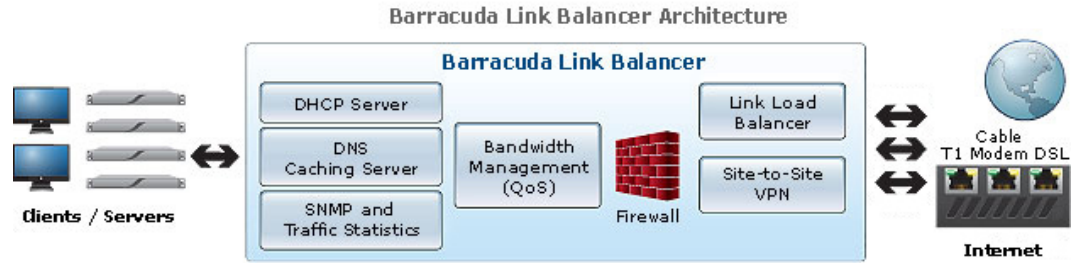 Barracuda Link Balancer Architecture
Barracuda Link Balancer
DHCP Server
DNS
Caching Server
SNMP and
Traffic Statistics
Bandwidth
Management
(QoS)
Firewall
Link Load
Balancer
Site-to-Site
VPN
Clients / Servers
Cable
T1 Modem DSL
Internet